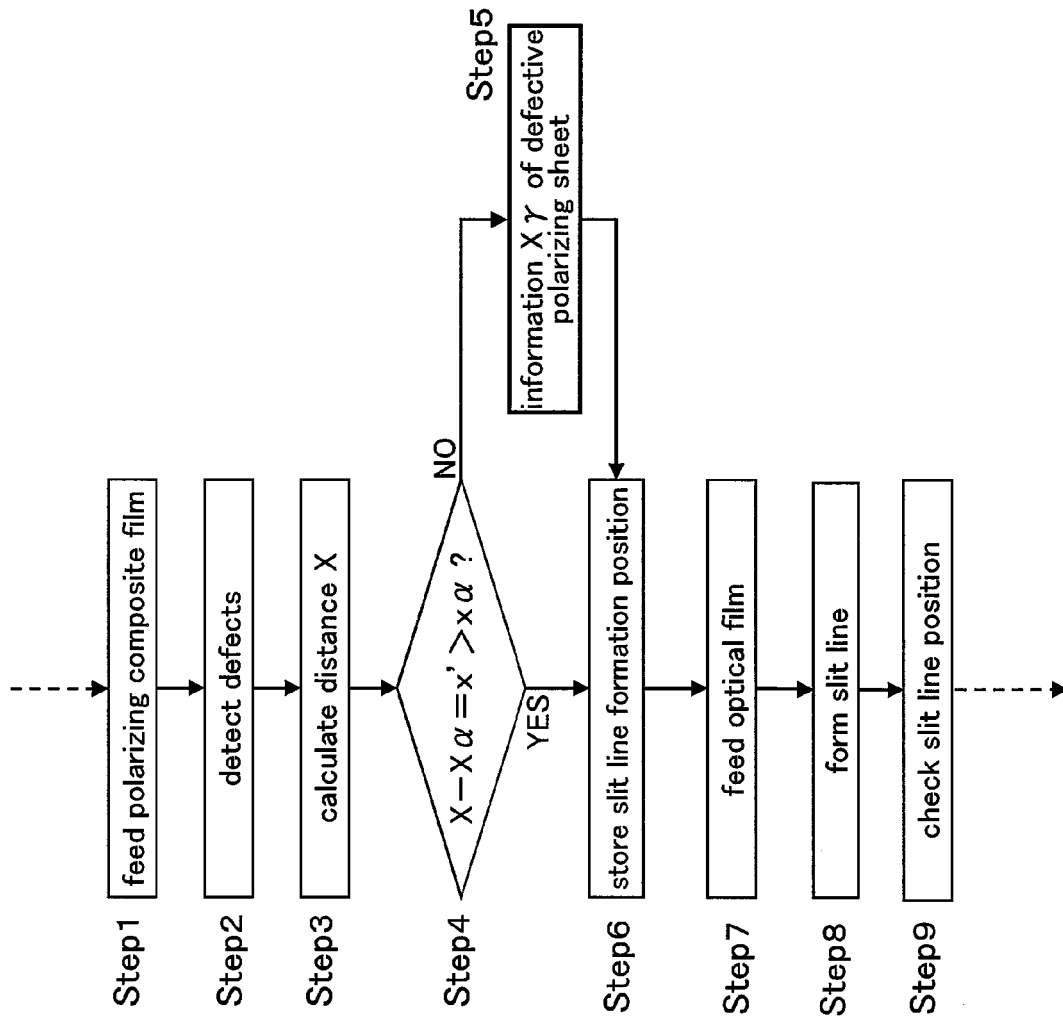 Step1
feed polarizing composite film
Step2
detect defects
Step3
calculate distance X
Step4
X－Xα＝x'＞xα ?
NO
YES
Step5
information Xγ of defective
polarizing sheet
Step6
store slit line formation position
Step7
feed optical film
Step8
form slit line
Step9
check slit line position